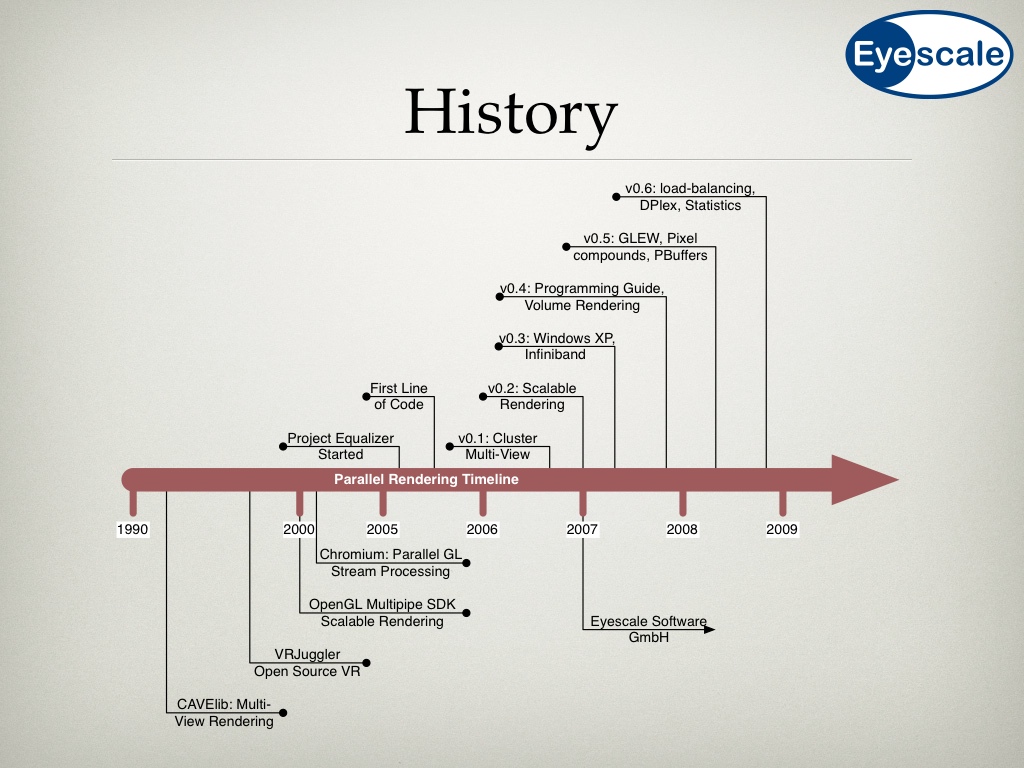 Eyescale
History
v0.6: load-balancing,
DPlex, Statistics
v0.5: GLEW, Pixel
compounds, PBuffers
v0.4: Programming Guide,
Volume Rendering
v0.3: Windows XP,
Infiniband
First Line
of Code
v0.2: Scalable
Rendering
Project Equalizer
Started
v0.1: Cluster
Multi-View
Parallel Rendering Timeline
1990
2000
2005
2006
2007
2008
2009
Chromium: Parallel GL
Stream Processing
OpenGL Multipipe SDK
Scalable Rendering
Eyescale Software
GmbH
VRJuggler
Open Source VR
CAVElib: Multi-
View Rendering